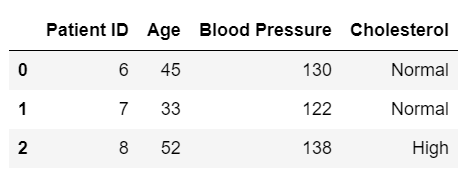 Patient ID Age Blood Pressure Cholesterol
0 6 45 130 Normal
1 7 33 122 Normal
2 8 52 138 High